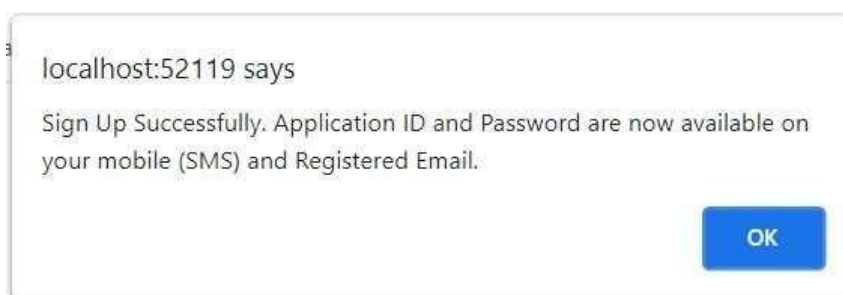 localhost:52119 says
Sign Up Successfully. Application ID and Password are now available on
your mobile (SMS) and Registered Email.
OK